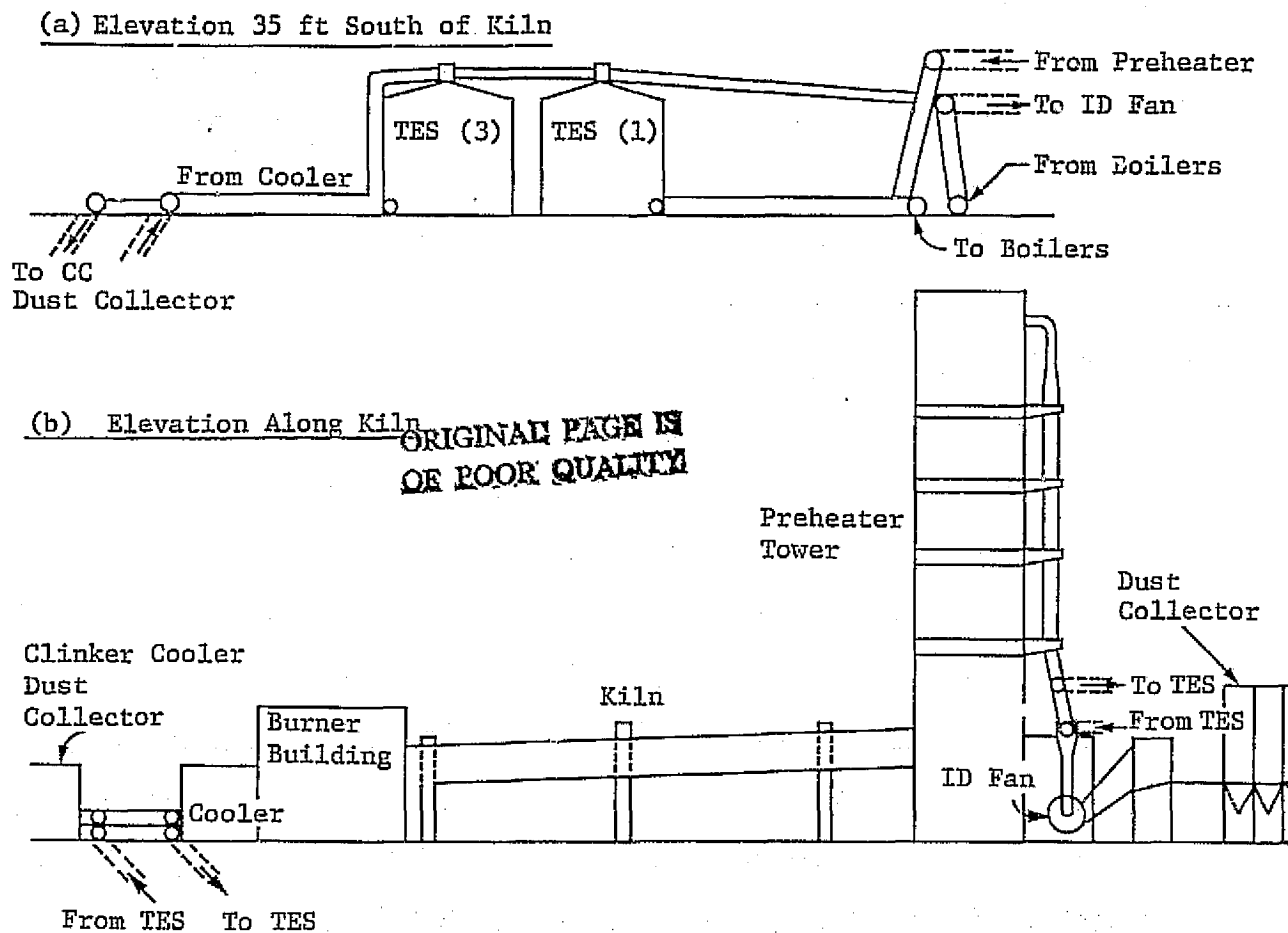 (a) Elevation 35 ft South of Kiln
From Preheater
To ID Fan
TES (3)
TES (1)
From Cooler
From Boilers
To CC
Dust Collector
To Boilers
(b) Elevation Along Kiln
ORIGINAL PAGE IS
OF POOR QUALITY
Preheater
Tower
Dust
Collector
Clinker Cooler
Dust
Collector
To TES
Kiln
From TES
Burner
Building
ID Fan
Cooler
From TES
To TES